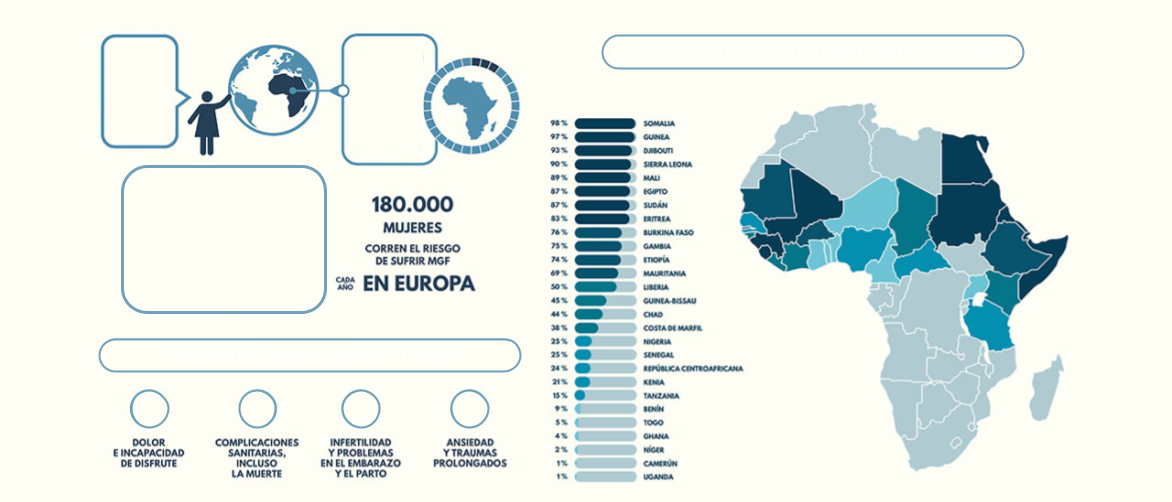 180.000
MUJERES
CORREN EL RIESGO
DE SUFRIR MGF
CADA
AÑO
EN EUROPA
DOLOR
E INCAPACIDAD
DE DISFRUTE
COMPLICACIONES
SANITARIAS,
INCLUSO
LA MUERTE
INFERTILIDAD
Y PROBLEMAS
EN EL EMBARAZO
Y EL PARTO
ANSIEDAD
Y TRAUMAS
PROLONGADOS
98% SOMALIA
97% GUINEA
93% DJIBOUTI
90% SIERRA LEONA
89% MALI
87% EGIPTO
87% SUDÁN
83% ERITREA
76% BURKINA FASO
75% GAMBIA
74% ETIOPÍA
69% MAURITANIA
50% LIBERIA
45% GUINEA-BISSAU
44% CHAD
38% COSTA DE MARFIL
25% NIGERIA
25% SENEGAL
24% REPÚBLICA CENTROAFRICANA
21% KENIA
15% TANZANIA
9% BENÍN
5% TOGO
4% GHANA
2% NÍGER
1% CAMERÚN
1% UGANDA